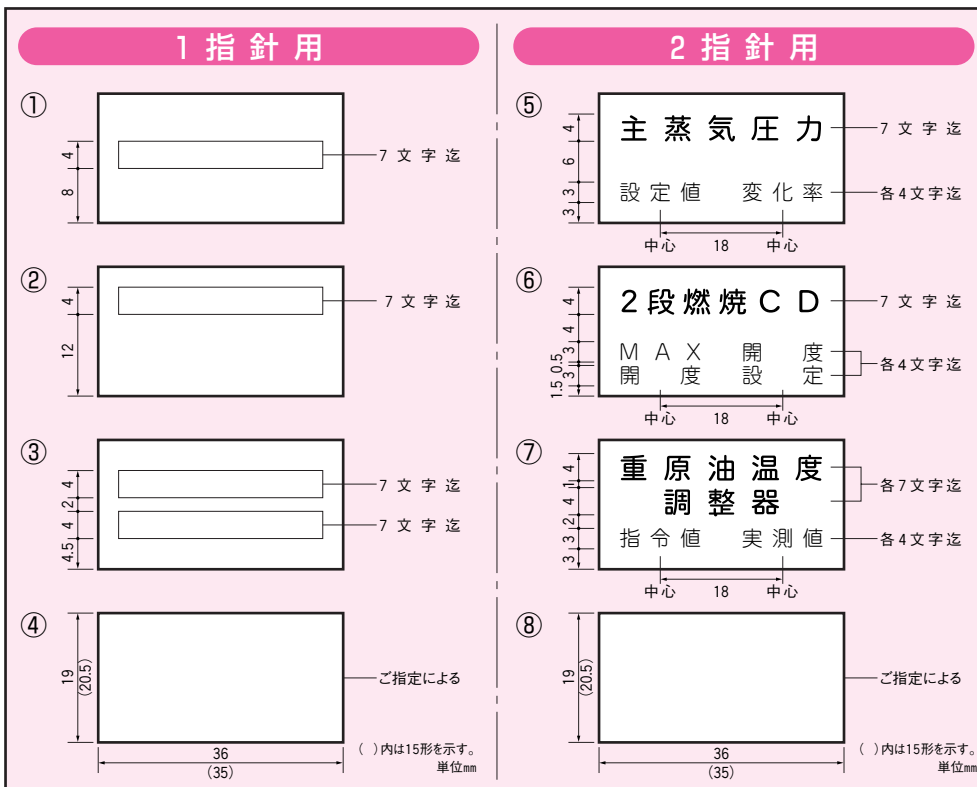 1指針用
①
4
8
7文字迄
②
4
12
7文字迄
③
4
2
4
4.5
7文字迄
7文字迄
④
19
(20.5)
ご指定による
36
(35)
( )内は15形を示す。
単位mm
2指針用
⑤
4
6
3
3
主蒸気圧力
7文字迄
設定値 変化率
各4文字迄
中心 18 中心
⑥
4
4
3
0.5
3
1.5
2段燃焼CD
7文字迄
MAX 開度
開度 設定
各4文字迄
中心 18 中心
⑦
4
1
4
2
3
3
重原油温度
調整器
各7文字迄
指令値 実測値
各4文字迄
中心 18 中心
⑧
19
(20.5)
ご指定による
36
(35)
( )内は15形を示す。
単位mm